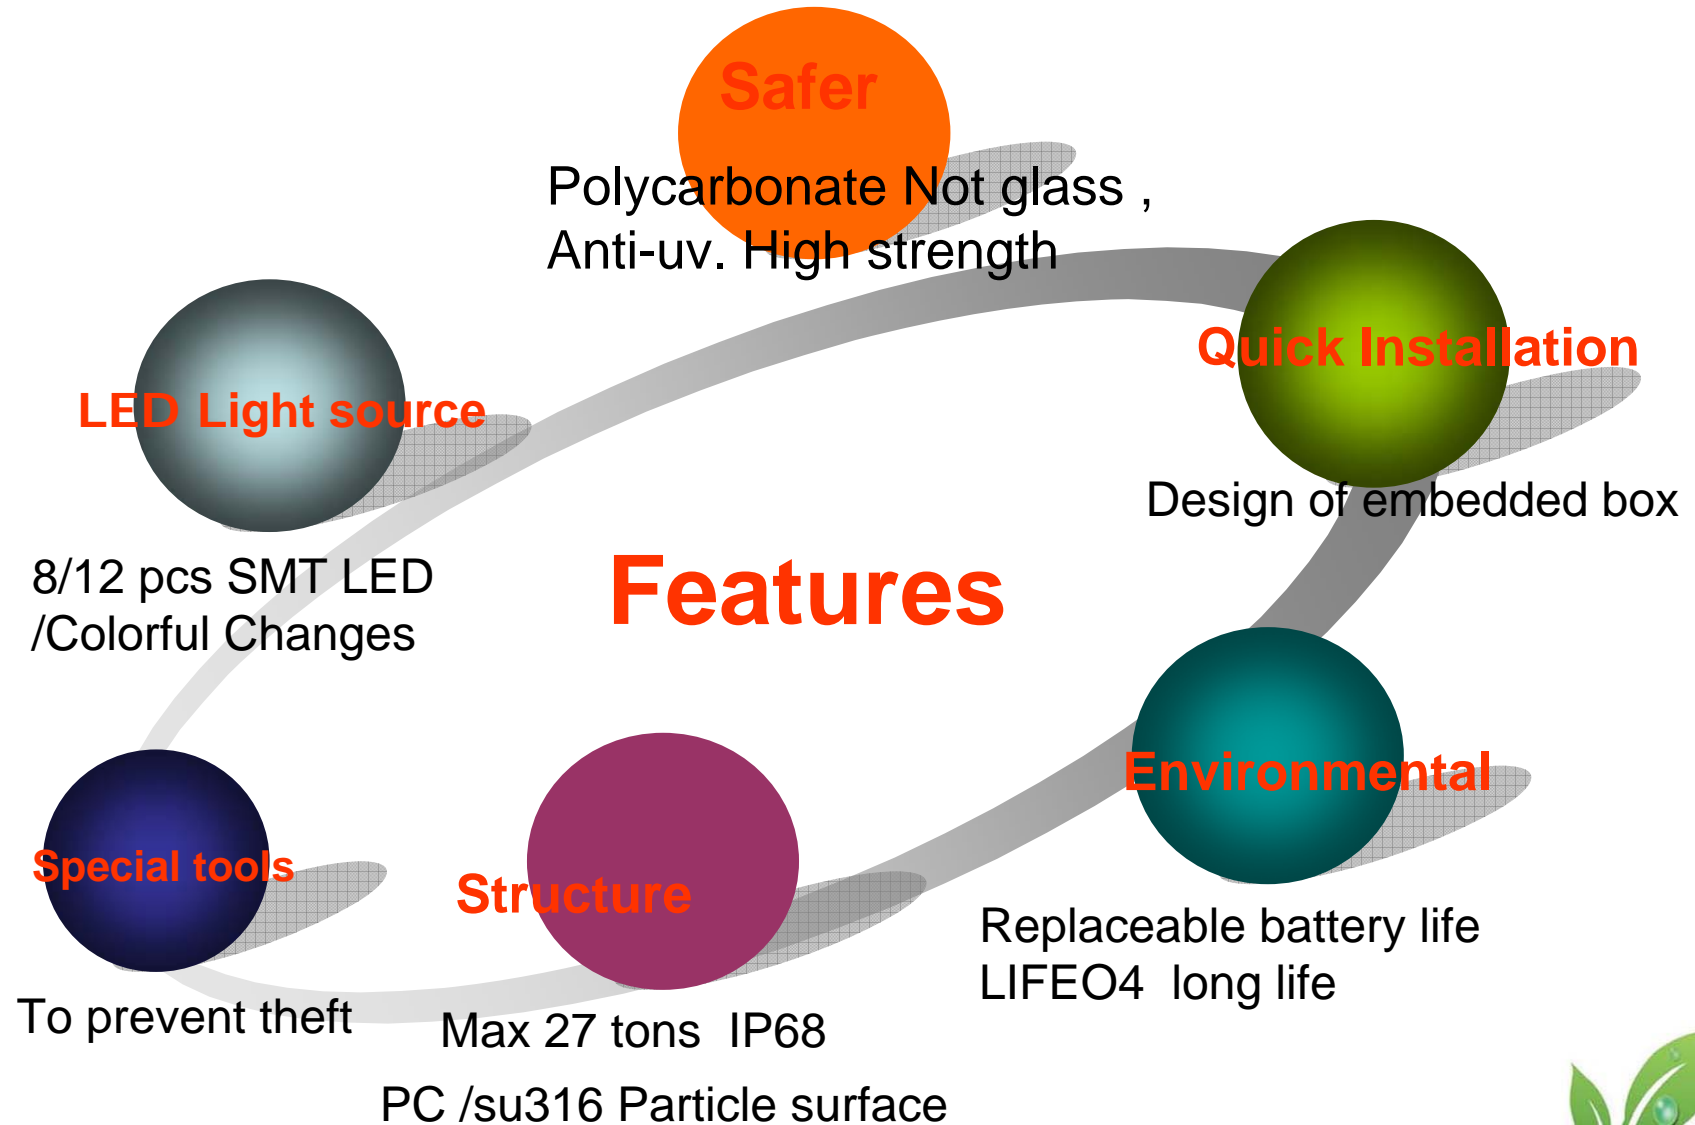 Safer
Polycarbonate Not glass ,
Anti-uv. High strength
Quick Installation
Design of embedded box
LED Light source
8/12 pcs SMT LED
/Colorful Changes
Features
Environmental
Replaceable battery life
LIFEO4 long life
Special tools
To prevent theft
Structure
Max 27 tons IP68
PC /su316 Particle surface